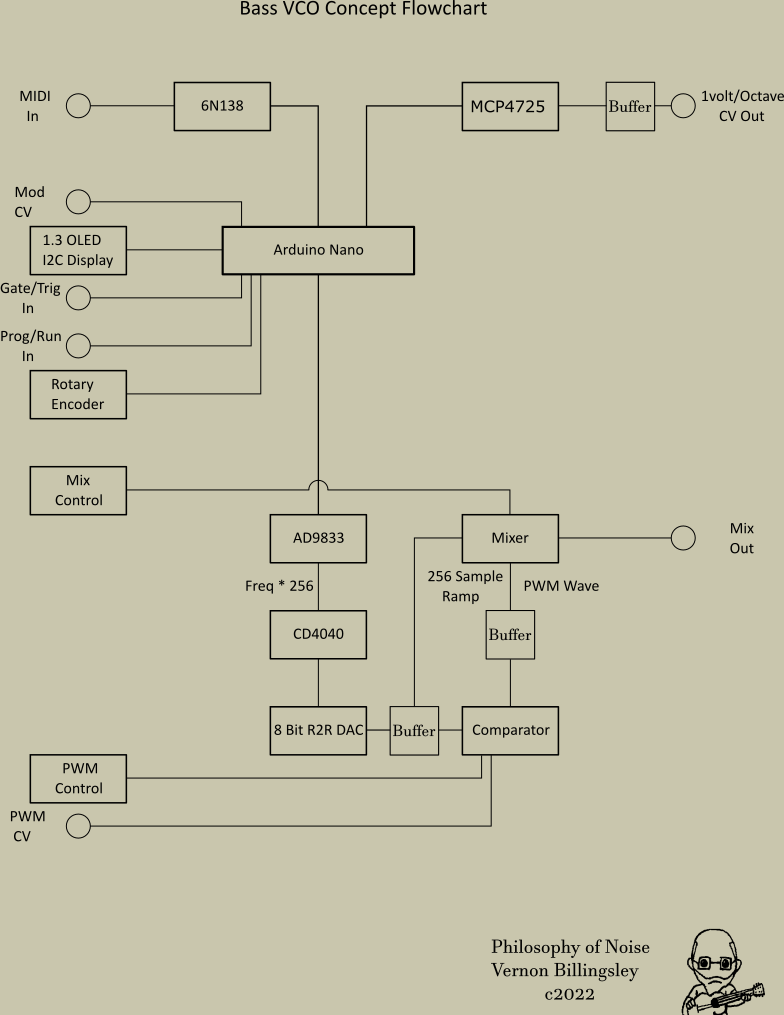 Bass VCO Concept Flowchart
MIDI
In
6N138
MCP4725
Buffer
1volt/Octave
CV Out
Mod
CV
1.3 OLED
I2C Display
Arduino Nano
Gate/Trig
In
Prog/Run
In
Rotary
Encoder
Mix
Control
AD9833
Mixer
Mix
Out
Freq * 256
256 Sample
Ramp
PWM Wave
CD4040
Buffer
8 Bit R2R DAC
Buffer
Comparator
PWM
Control
PWM
CV
Philosophy of Noise
Vernon Billingsley
c2022